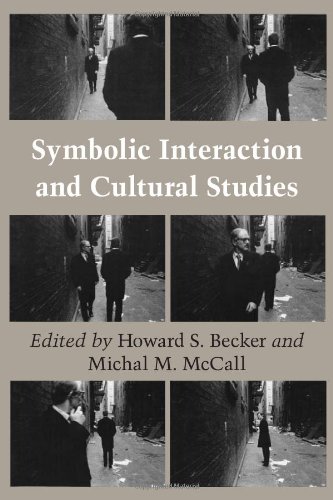 Symbolic Interaction
and Cultural Studies
Edited by Howard S. Becker and
Michal M. McCall